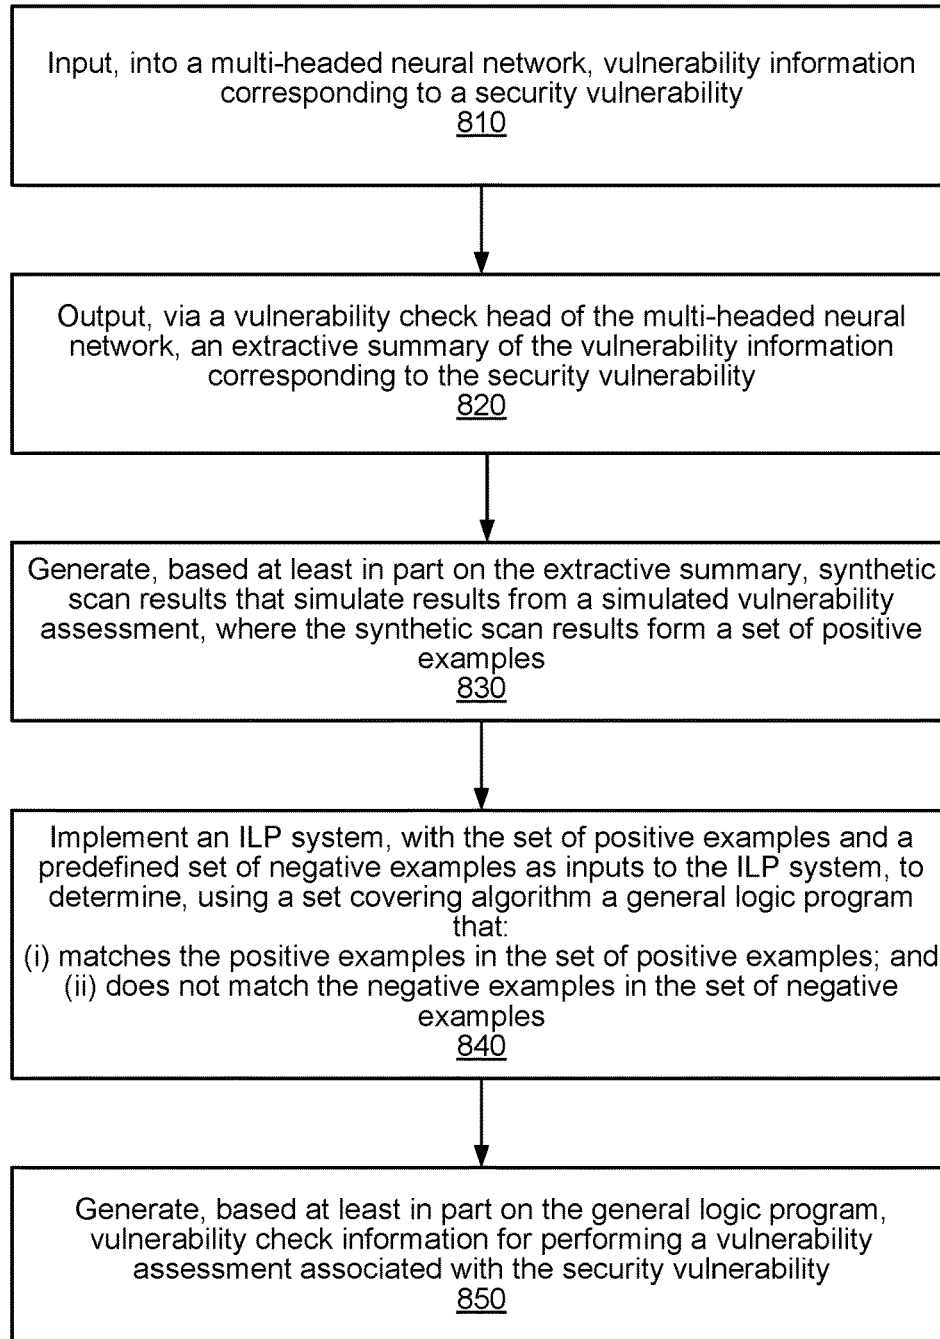 Input, into a multi-headed neural network, vulnerability information
corresponding to a security vulnerability
810
Output, via a vulnerability check head of the multi-headed neural
network, an extractive summary of the vulnerability information
corresponding to the security vulnerability
820
Generate, based at least in part on the extractive summary, synthetic
scan results that simulate results from a simulated vulnerability
assessment, where the synthetic scan results form a set of positive
examples
830
Implement an ILP system, with the set of positive examples and a
predefined set of negative examples as inputs to the ILP system, to
determine, using a set covering algorithm a general logic program
that:
(i) matches the positive examples in the set of positive examples; and
(ii) does not match the negative examples in the set of negative
examples
840
Generate, based at least in part on the general logic program,
vulnerability check information for performing a vulnerability
assessment associated with the security vulnerability
850